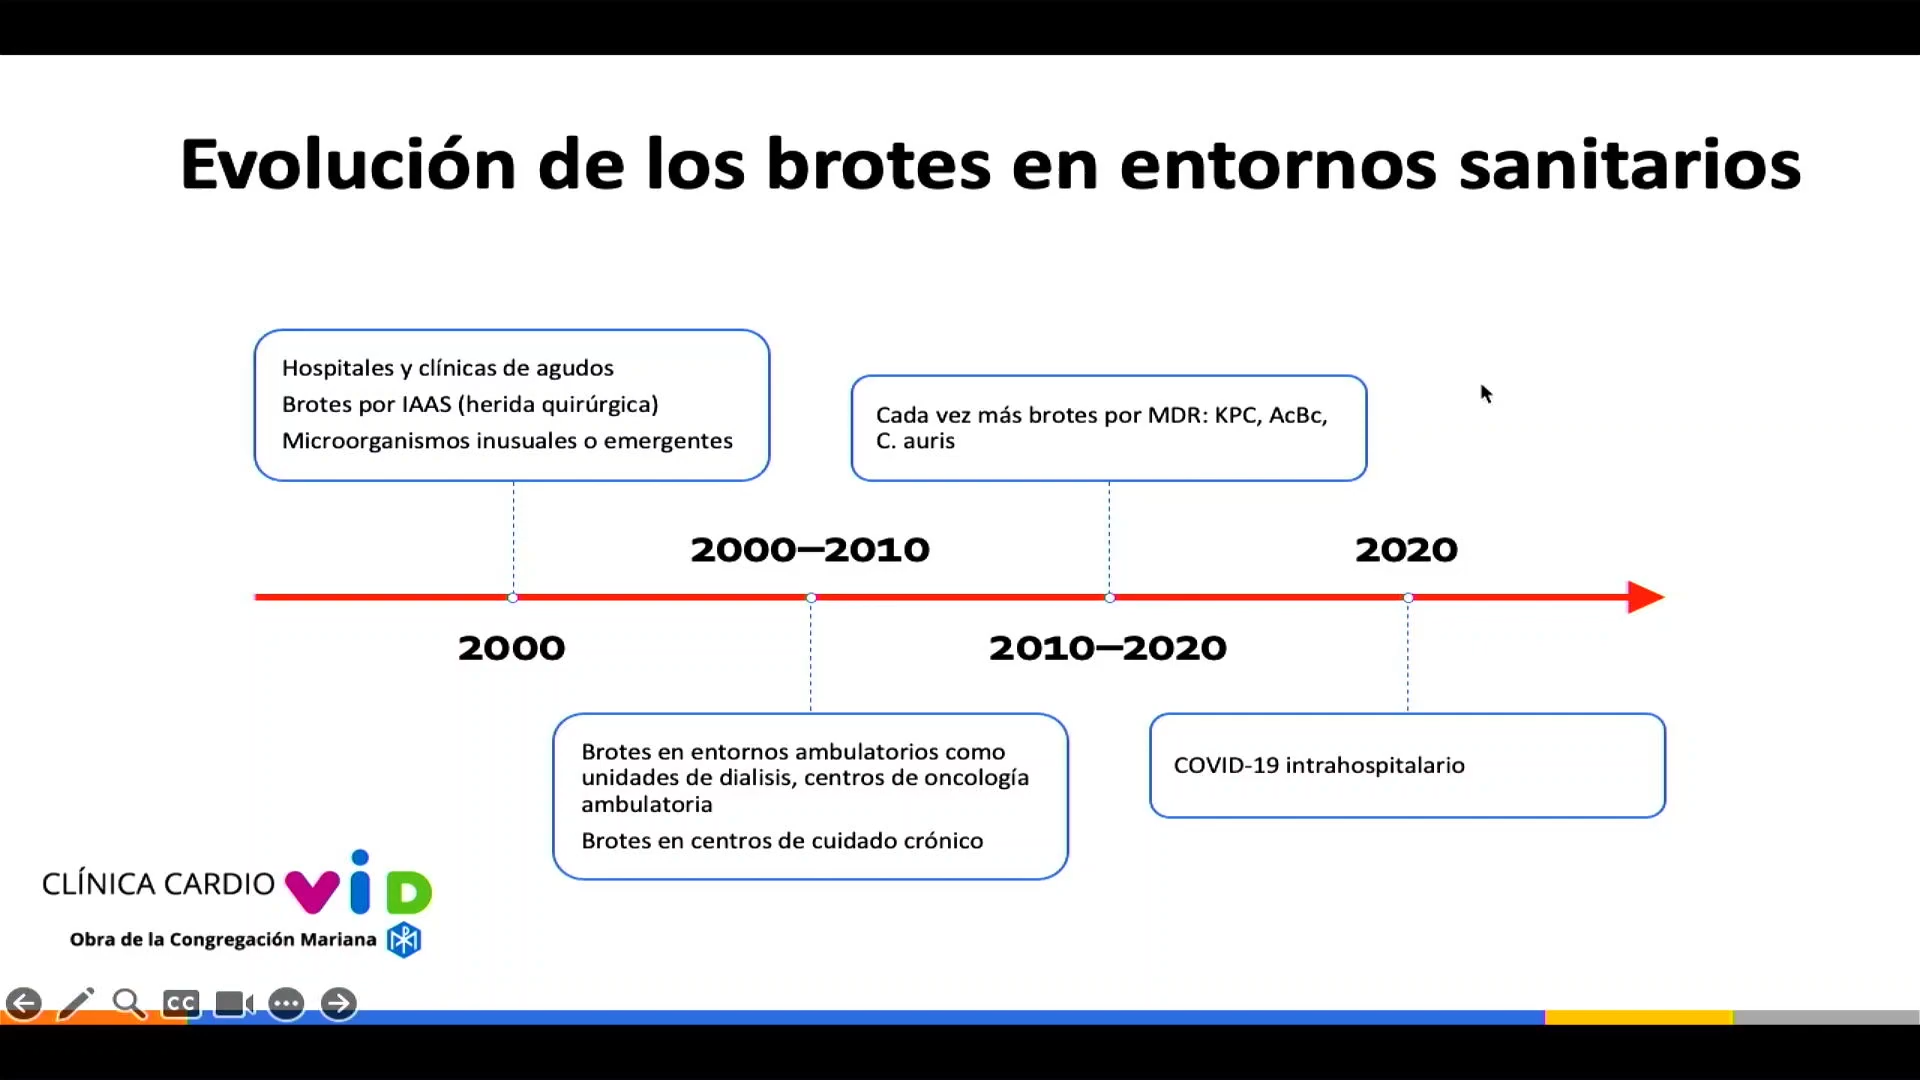 Evolución de los brotes en entornos sanitarios
Hospitales y clínicas de agudos
Brotes por IAAS (herida quirúrgica)
Microorganismos inusuales o emergentes
Cada vez más brotes por MDR: KPC, AcBc,
C. auris
2000–2010
2020
2000
2010–2020
Brotes en entornos ambulatorios como
unidades de dialisis, centros de oncología
ambulatoria
Brotes en centros de cuidado crónico
COVID-19 intrahospitalario
CLÍNICA CARDIO ViD
Obra de la Congregación Mariana
CC